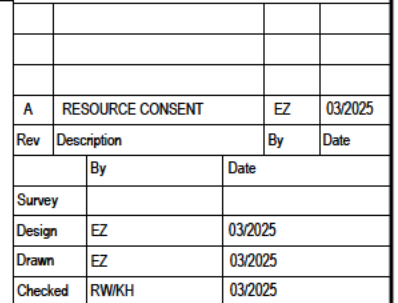 A RESOURCE CONSENT EZ 03/2025
Rev Description By Date
By Date
Survey
Design EZ 03/2025
Drawn EZ 03/2025
Checked RW/KH 03/2025